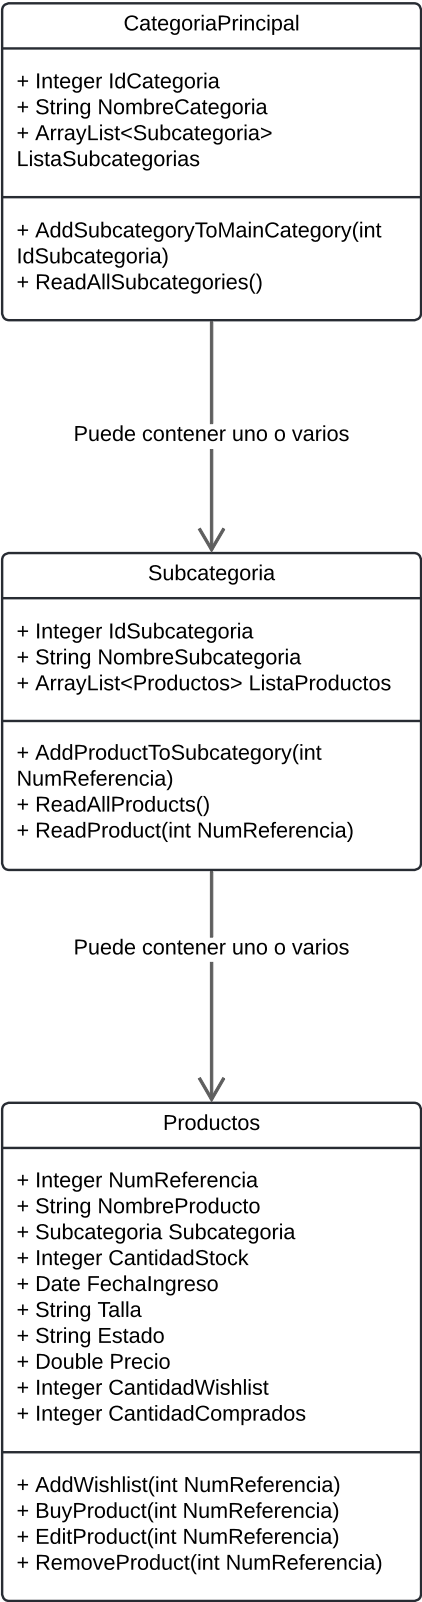 CategoriaPrincipal
+ Integer IdCategoria
+ String NombreCategoria
+ ArrayList<Subcategoria>
ListaSubcategorias
+ AddSubcategoryToMainCategory(int
IdSubcategoria)
+ ReadAllSubcategories()
Puede contener uno o varios
Subcategoria
+ Integer IdSubcategoria
+ String NombreSubcategoria
+ ArrayList<Productos> ListaProductos
+ AddProductToSubcategory(int
NumReferencia)
+ ReadAllProducts()
+ ReadProduct(int NumReferencia)
Puede contener uno o varios
Productos
+ Integer NumReferencia
+ String NombreProducto
+ Subcategoria Subcategoria
+ Integer CantidadStock
+ Date FechaIngreso
+ String Talla
+ String Estado
+ Double Precio
+ Integer CantidadWishlist
+ Integer CantidadComprados
+ AddWishlist(int NumReferencia)
+ BuyProduct(int NumReferencia)
+ EditProduct(int NumReferencia)
+ RemoveProduct(int NumReferencia)